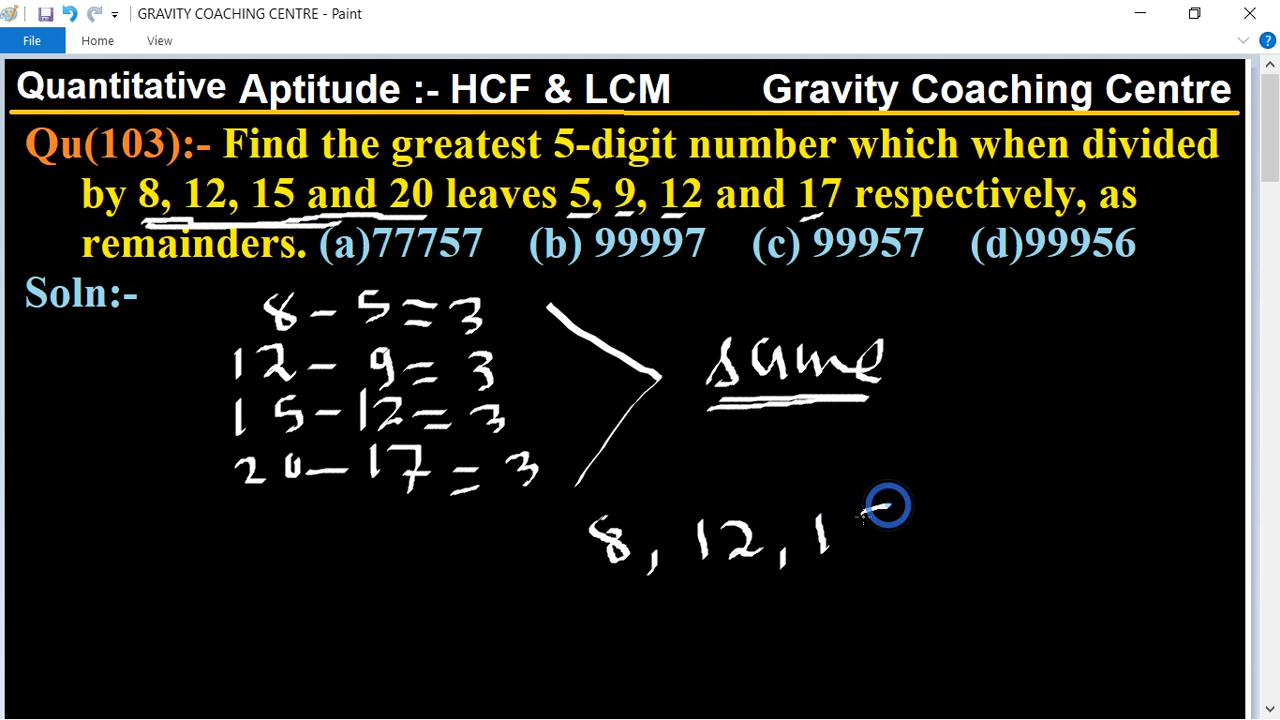 GRAVITY COACHING CENTRE - Paint
File Home View
Quantitative Aptitude :- HCF & LCM Gravity Coaching Centre
Qu(103):- Find the greatest 5-digit number which when divided
by 8, 12, 15 and 20 leaves 5, 9, 12 and 17 respectively, as
remainders. (a)77757 (b) 99997 (c) 99957 (d)99956
Soln:-
8 - 5 = 3
12 - 9 = 3
same
15 - 12 = 3
20 - 17 = 3
8, 12, 1